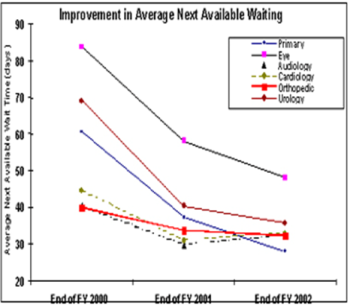 Improvement in Average Next Available Waiting
Average Next Available Wait Time (days)
90
80
70
60
50
40
30
20
Primary
Eye
Audiology
Cardiology
Orthopedic
Urology
End of FY 2000 End of FY 2001 End of FY 2002